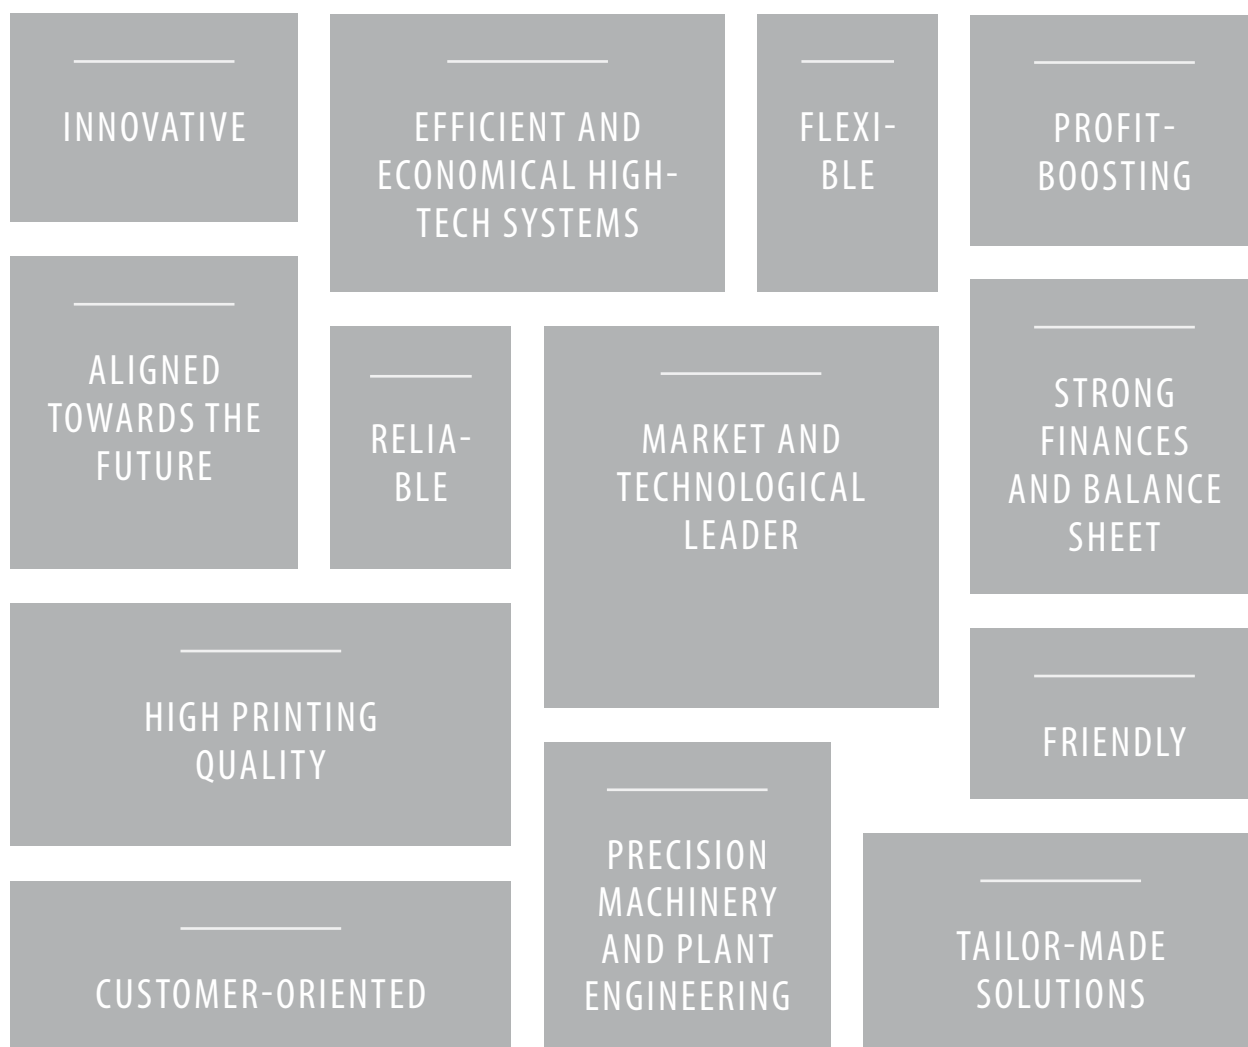 INNOVATIVE
EFFICIENT AND
ECONOMICAL HIGH-
TECH SYSTEMS
FLEXI-
BLE
PROFIT-
BOOSTING
ALIGNED
TOWARDS THE
FUTURE
RELIA-
BLE
MARKET AND
TECHNOLOGICAL
LEADER
STRONG
FINANCES
AND BALANCE
SHEET
HIGH PRINTING
QUALITY
FRIENDLY
PRECISION
MACHINERY
AND PLANT
ENGINEERING
CUSTOMER-ORIENTED
TAILOR-MADE
SOLUTIONS